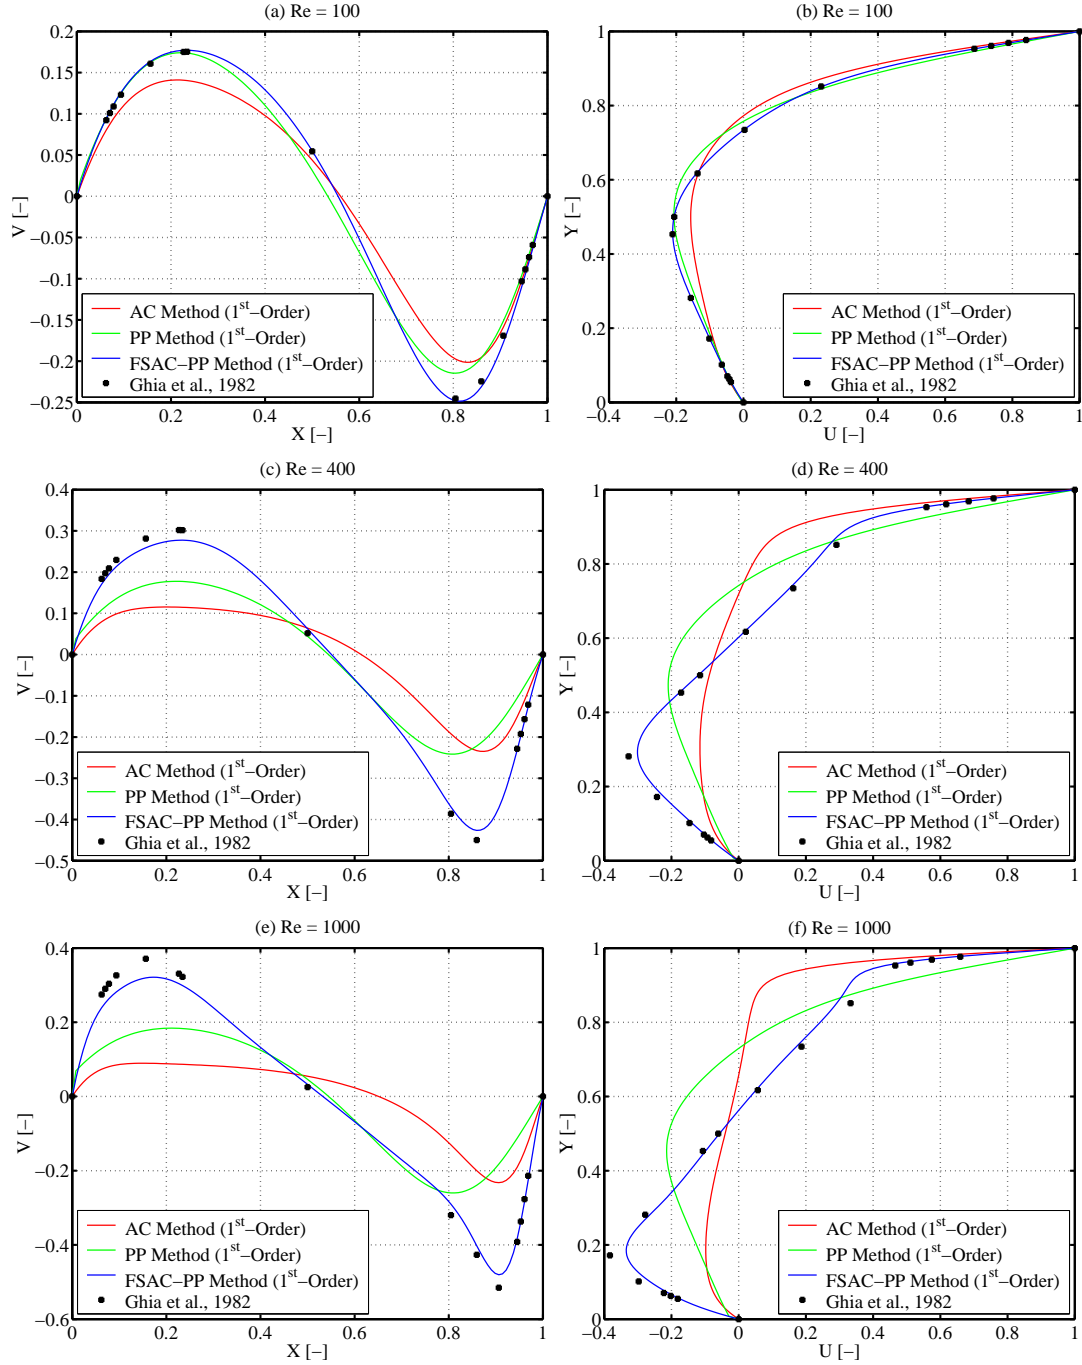 (a) Re = 100
0.2
0.15
0.1
0.05
0
−0.05
−0.1
−0.15
−0.2
−0.25
V [−]
0 0.2 0.4 0.6 0.8 1
X [−]
AC Method (1st−Order)
PP Method (1st−Order)
FSAC−PP Method (1st−Order)
Ghia et al., 1982
(b) Re = 100
1
0.8
0.6
0.4
0.2
0
Y [−]
−0.4 −0.2 0 0.2 0.4 0.6 0.8 1
U [−]
AC Method (1st−Order)
PP Method (1st−Order)
FSAC−PP Method (1st−Order)
Ghia et al., 1982
(c) Re = 400
0.4
0.3
0.2
0.1
0
−0.1
−0.2
−0.3
−0.4
−0.5
V [−]
0 0.2 0.4 0.6 0.8 1
X [−]
AC Method (1st−Order)
PP Method (1st−Order)
FSAC−PP Method (1st−Order)
Ghia et al., 1982
(d) Re = 400
1
0.8
0.6
0.4
0.2
0
Y [−]
−0.4 −0.2 0 0.2 0.4 0.6 0.8 1
U [−]
AC Method (1st−Order)
PP Method (1st−Order)
FSAC−PP Method (1st−Order)
Ghia et al., 1982
(e) Re = 1000
0.4
0.2
0
−0.2
−0.4
−0.6
V [−]
0 0.2 0.4 0.6 0.8 1
X [−]
AC Method (1st−Order)
PP Method (1st−Order)
FSAC−PP Method (1st−Order)
Ghia et al., 1982
(f) Re = 1000
1
0.8
0.6
0.4
0.2
0
Y [−]
−0.4 −0.2 0 0.2 0.4 0.6 0.8 1
U [−]
AC Method (1st−Order)
PP Method (1st−Order)
FSAC−PP Method (1st−Order)
Ghia et al., 1982